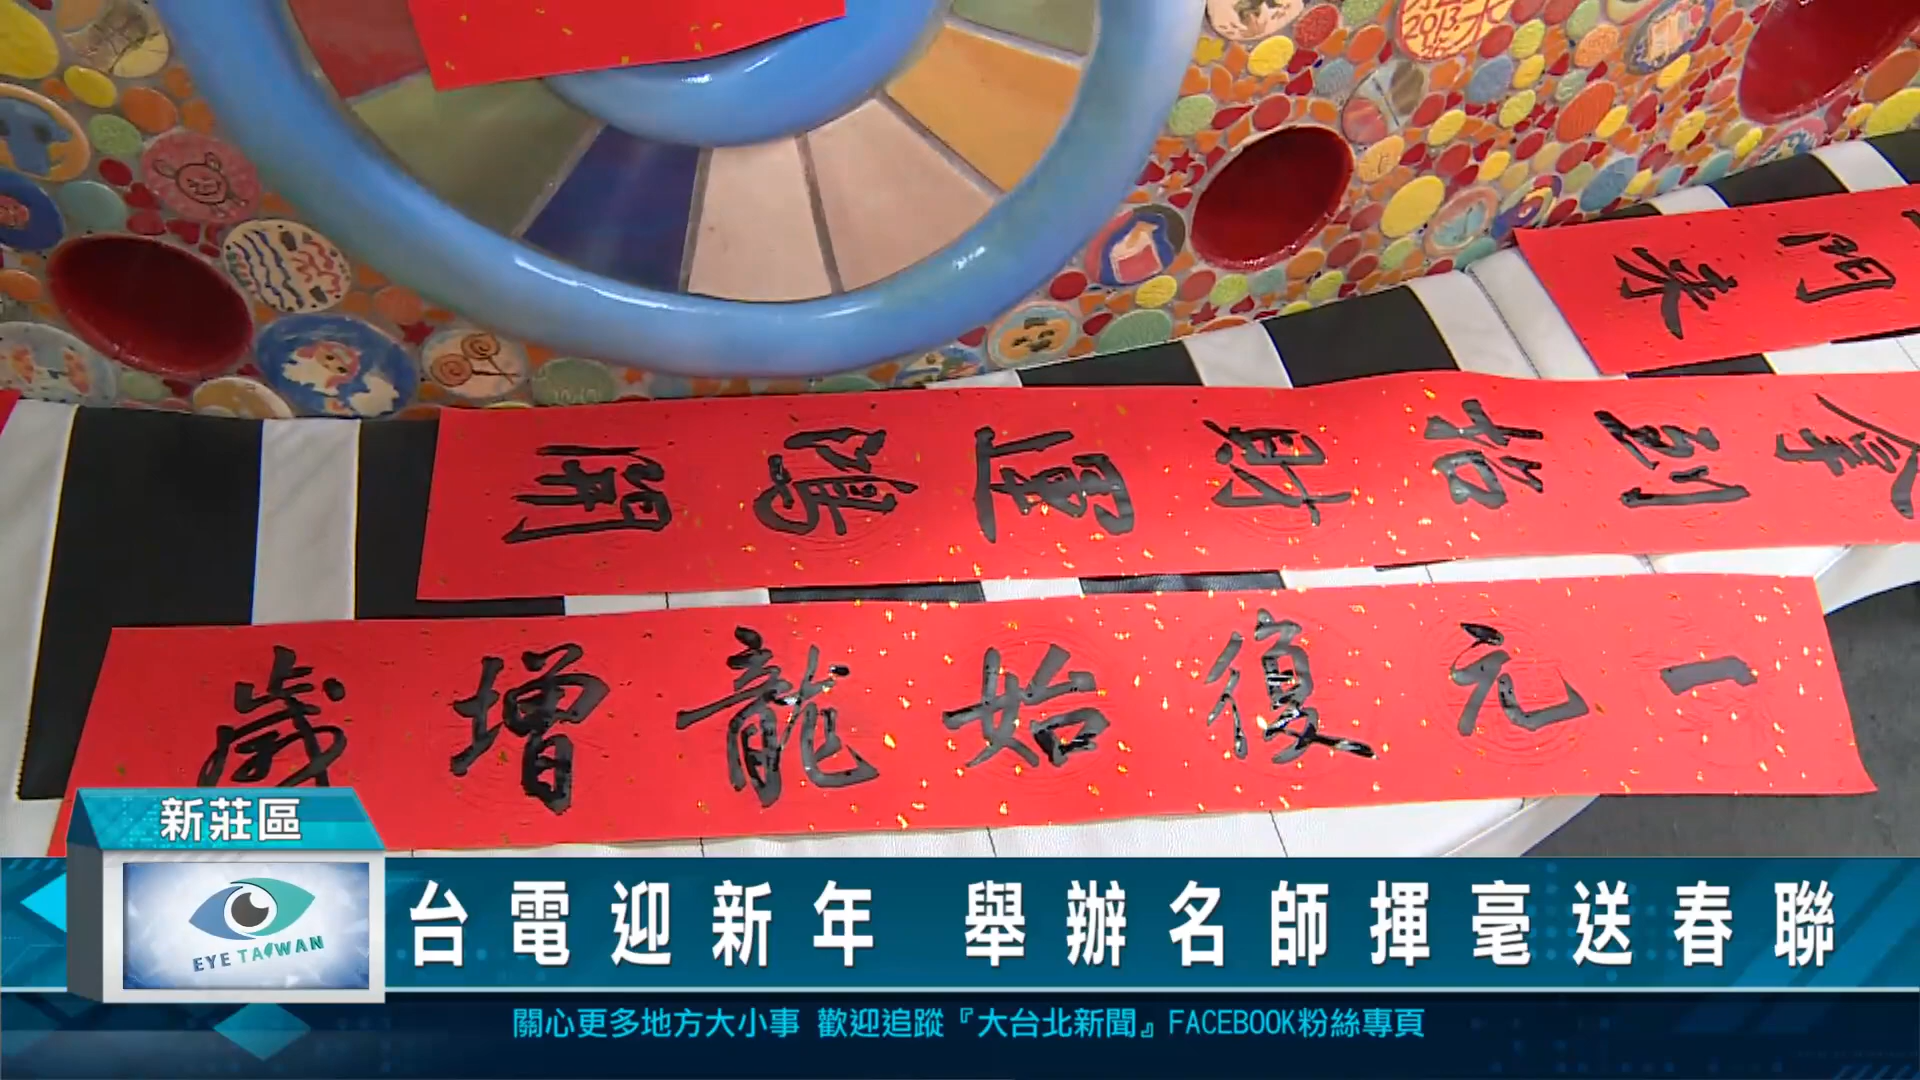 2013
門來
到招財運
開
一元復始龍增歲
新莊區
EYE TAIWAN
台電迎新年 舉辦名師揮毫送春聯
關心更多地方大小事 歡迎追蹤『大台北新聞』FACEBOOK粉絲專頁